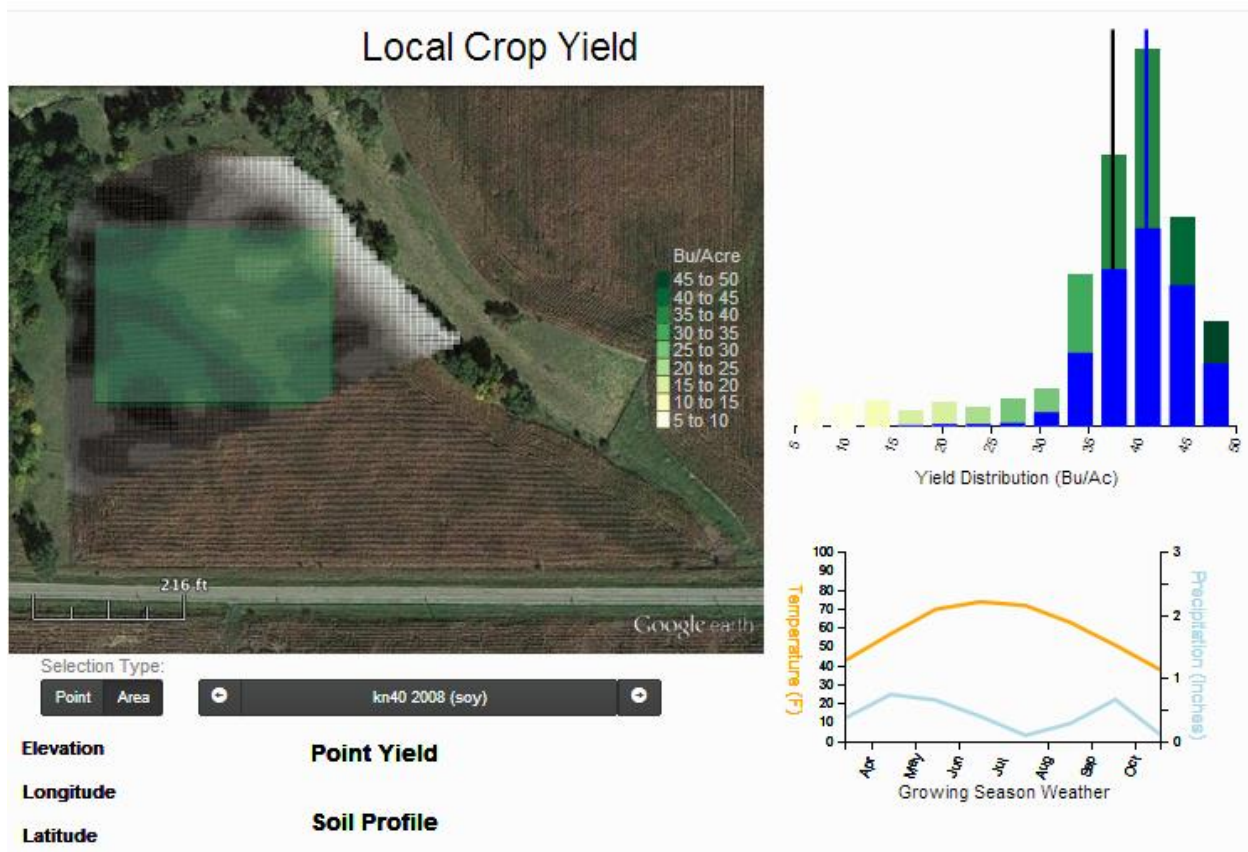 Local Crop Yield
Bu/Acre
45 to 50
40 to 45
35 to 40
30 to 35
25 to 30
20 to 25
15 to 20
10 to 15
5 to 10
216 ft
Google earth
5 10 15 20 25 30 35 40 45 50
Yield Distribution (Bu/Ac)
100
90
80
70
60
50
40
30
20
10
0
Temperature (F)
3
2
1
0
Precipitation (Inches)
Apr May Jun Jul Aug Sep Oct
Growing Season Weather
Selection Type:
Point Area kn40 2008 (soy)
Elevation
Longitude
Latitude
Point Yield
Soil Profile